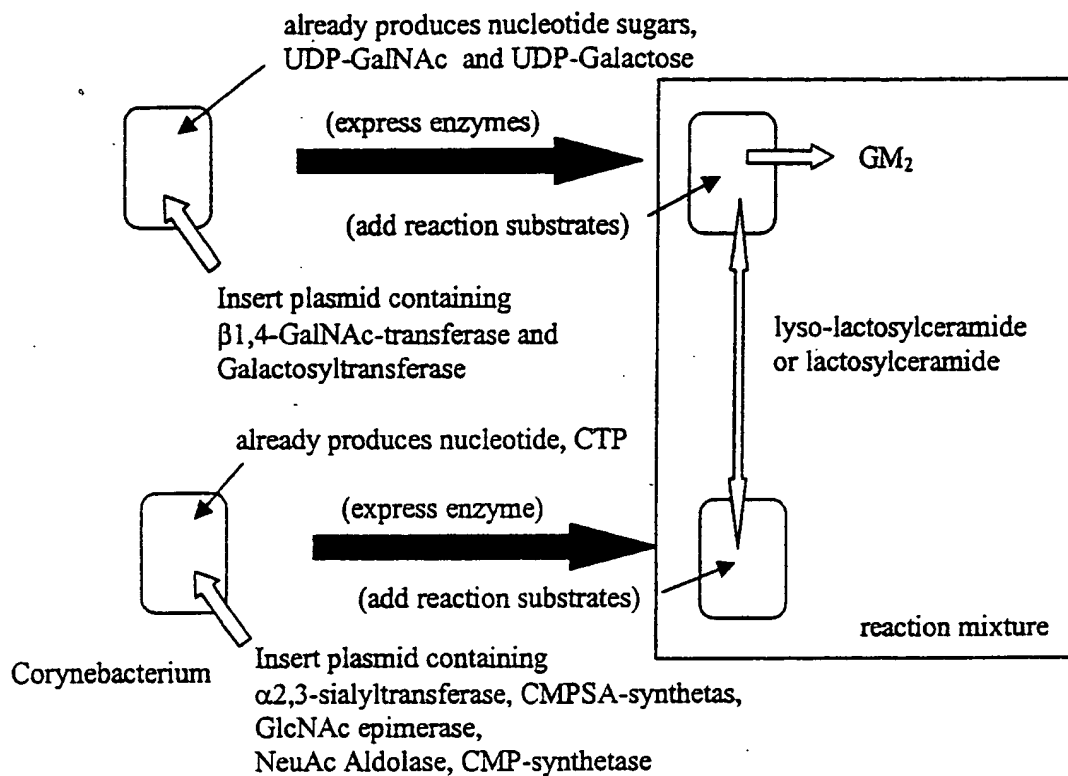 already produces nucleotide sugars,
UDP-GalNAc and UDP-Galactose
(express enzymes)
(add reaction substrates)
GM₂
Insert plasmid containing
β1,4-GalNAc-transferase and
Galactosyltransferase
lyso-lactosylceramide
or lactosylceramide
already produces nucleotide, CTP
(express enzyme)
(add reaction substrates)
reaction mixture
Corynebacterium
Insert plasmid containing
α2,3-sialyltransferase, CMPSA-synthetas,
GlcNAc epimerase,
NeuAc Aldolase, CMP-synthetase